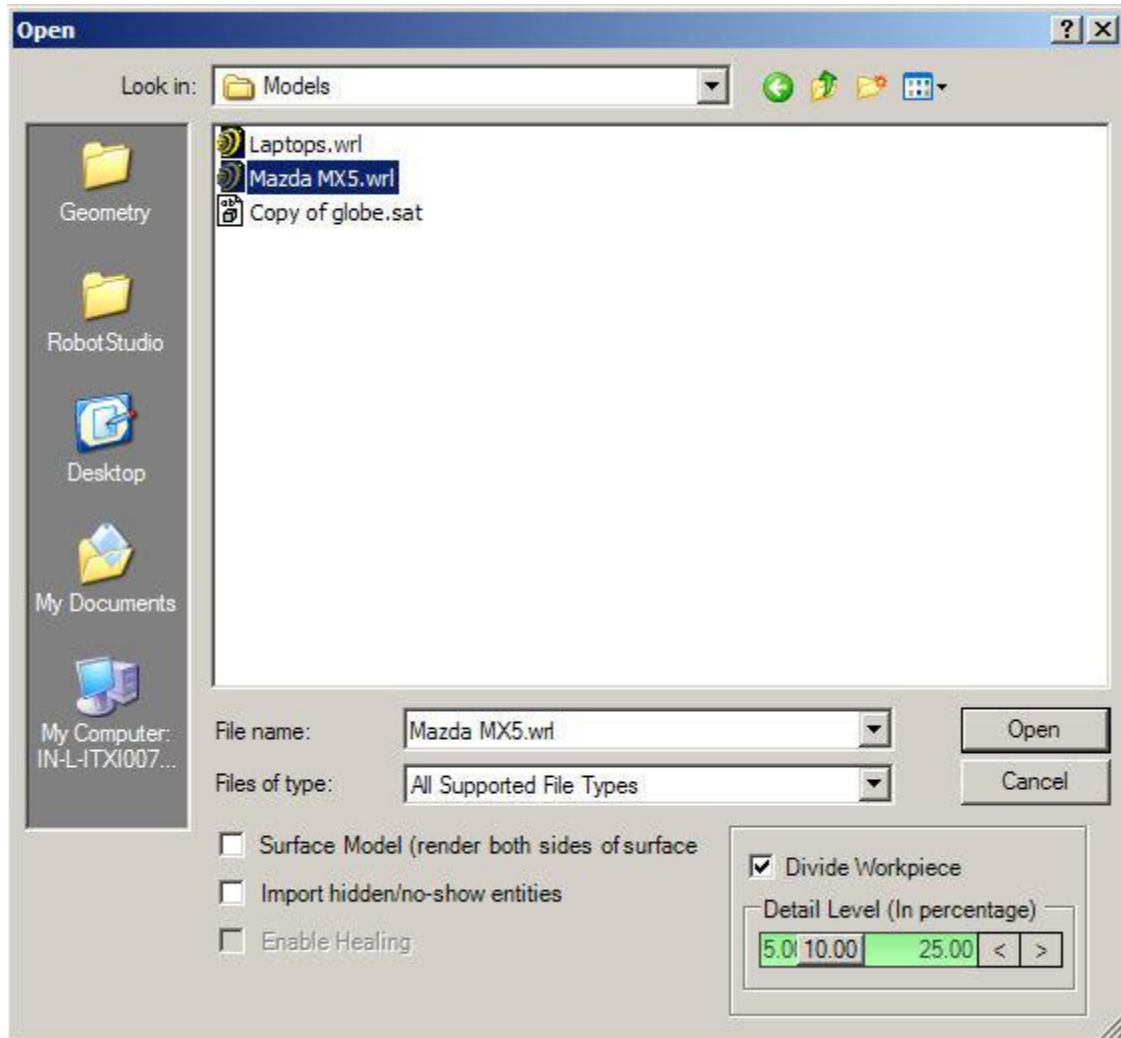 Open
Look in:
Models
Laptops.wrl
Mazda MX5.wrl
Copy of globe.sat
Geometry
RobotStudio
Desktop
My Documents
My Computer:
IN-L-ITXI007...
File name:
Mazda MX5.wrl
Open
Files of type:
All Supported File Types
Cancel
Surface Model (render both sides of surface
Import hidden/no-show entities
Enable Healing
Divide Workpiece
Detail Level (In percentage)
5.0 10.00 25.00 < >